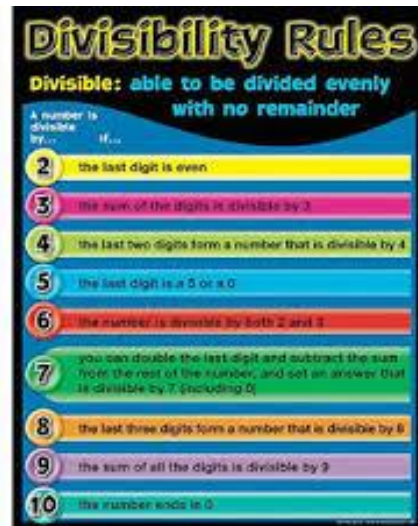 Divisibility Rules
Divisible: able to be divided evenly
with no remainder
A number is
divisible
by... if...
2 the last digit is even
3 the sum of the digits is divisible by 3
4 the last two digits form a number that is divisible by 4
5 the last digit is a 5 or a 0
6 the number is divisible by both 2 and 3
7 you can double the last digit and subtract the sum
from the rest of the number, and get an answer that
is divisible by 7 (including 0)
8 the last three digits form a number that is divisible by 8
9 the sum of all the digits is divisible by 9
10 the number ends in 0